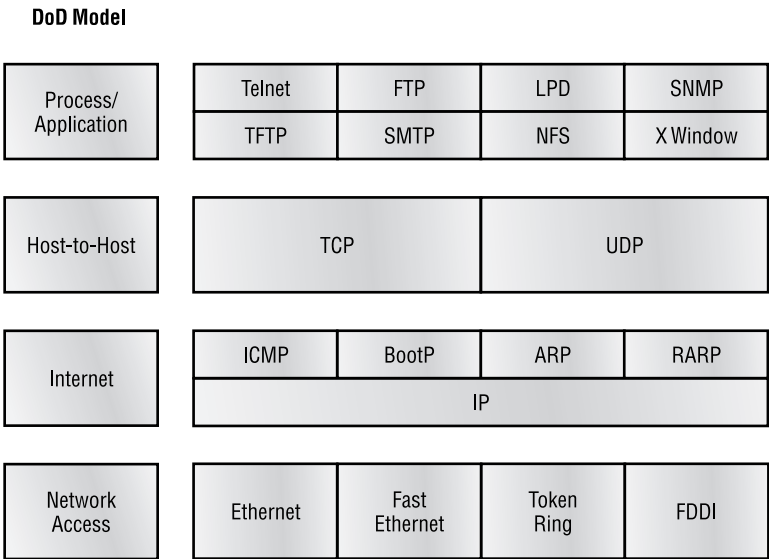 DoD Model
Process/
Application
Telnet FTP LPD SNMP
TFTP SMTP NFS X Window
Host-to-Host
TCP UDP
Internet
ICMP BootP ARP RARP
IP
Network
Access
Ethernet
Fast
Ethernet
Token
Ring
FDDI